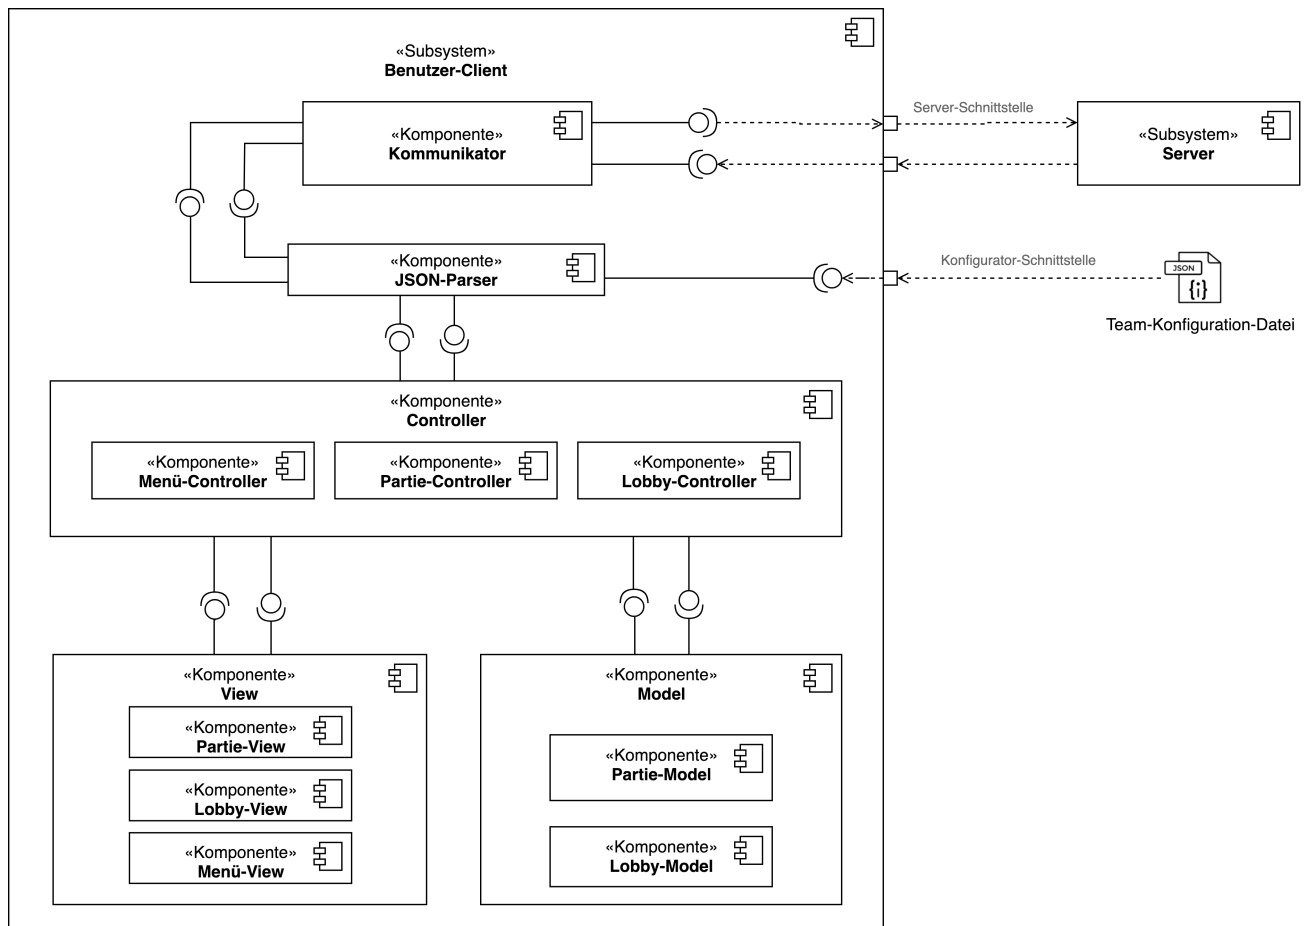 «Subsystem»
Benutzer-Client
«Komponente»
Kommunikator
Server-Schnittstelle
«Subsystem»
Server
«Komponente»
JSON-Parser
Konfigurator-Schnittstelle
JSON
{i}
Team-Konfiguration-Datei
«Komponente»
Controller
«Komponente»
Menü-Controller
«Komponente»
Partie-Controller
«Komponente»
Lobby-Controller
«Komponente»
View
«Komponente»
Partie-View
«Komponente»
Lobby-View
«Komponente»
Menü-View
«Komponente»
Model
«Komponente»
Partie-Model
«Komponente»
Lobby-Model